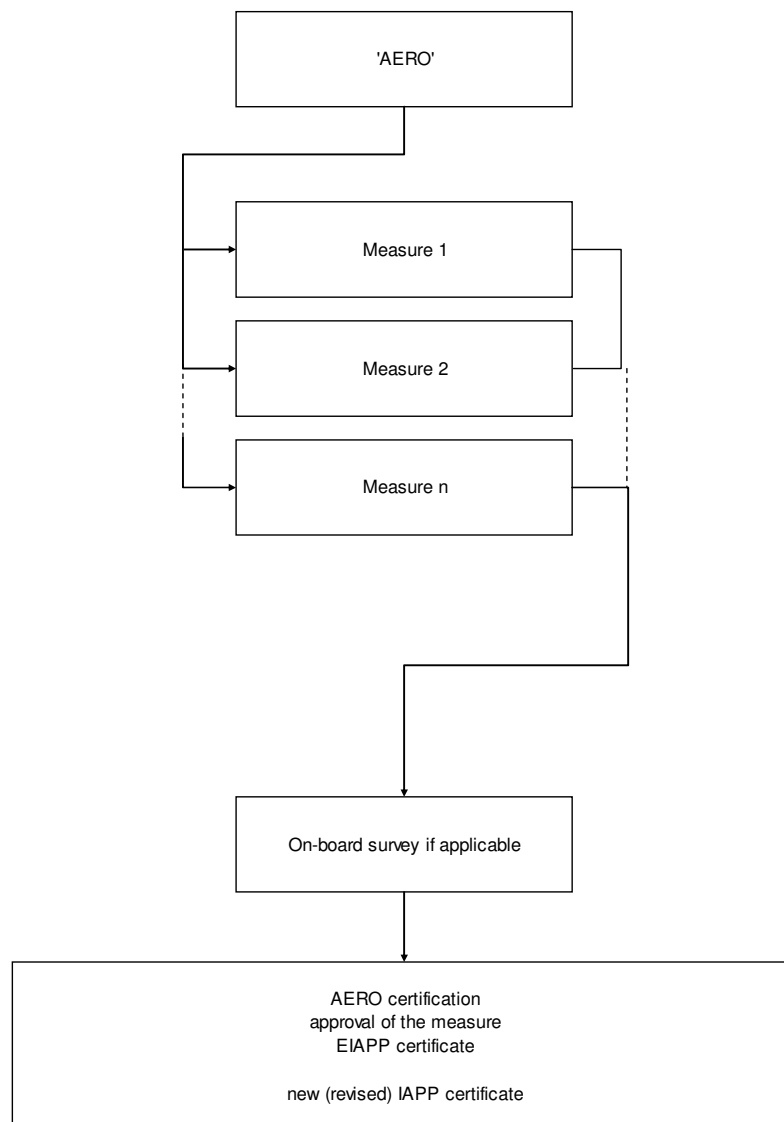 'AERO'
Measure 1
Measure 2
Measure n
On-board survey if applicable
AERO certification
approval of the measure
EIAPP certificate
new (revised) IAPP certificate